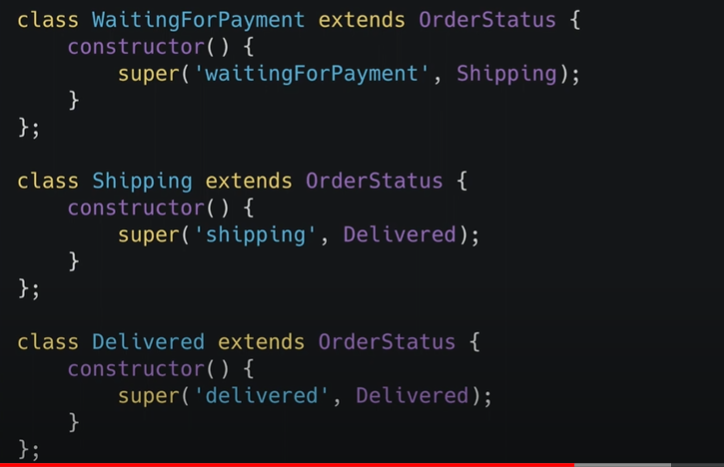 class WaitingForPayment extends OrderStatus {
    constructor() {
        super('waitingForPayment', Shipping);
    }
};

class Shipping extends OrderStatus {
    constructor() {
        super('shipping', Delivered);
    }
};

class Delivered extends OrderStatus {
    constructor() {
        super('delivered', Delivered);
    }
};